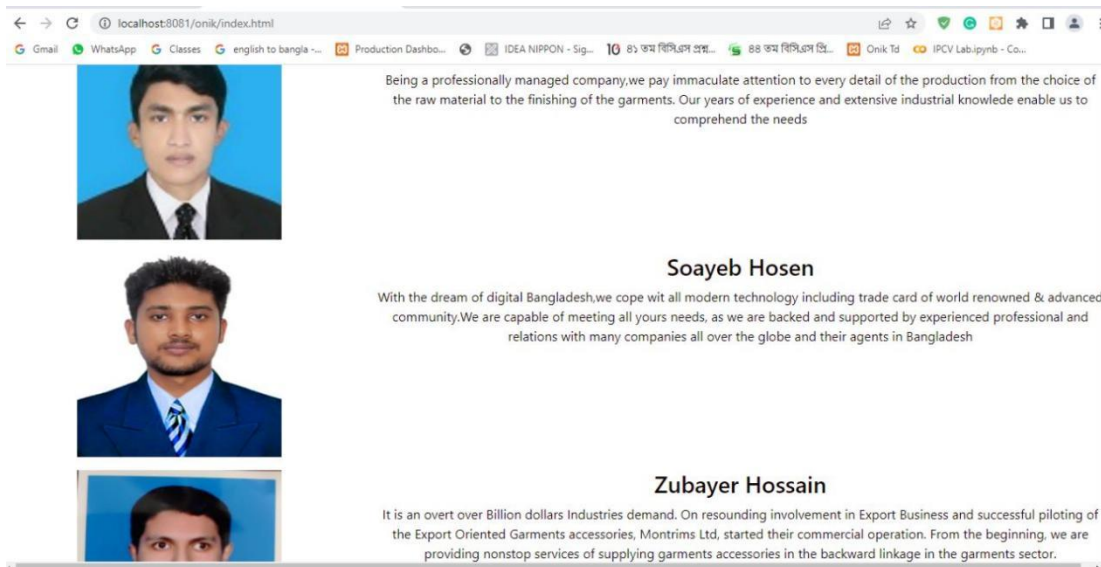 localhost:8081/onik/index.html
Gmail WhatsApp Classes english to bangla -... Production Dashbo... IDEA NIPPON - Sig... ৪১ তম বিসিএস প্রশ্ন... ৪৪ তম বিসিএস প্রি... Onik Td IPCV Lab.ipynb - Co...
Being a professionally managed company,we pay immaculate attention to every detail of the production from the choice of
the raw material to the finishing of the garments. Our years of experience and extensive industrial knowlede enable us to
comprehend the needs
Soayeb Hosen
With the dream of digital Bangladesh,we cope wit all modern technology including trade card of world renowned & advanced
community.We are capable of meeting all yours needs, as we are backed and supported by experienced professional and
relations with many companies all over the globe and their agents in Bangladesh
Zubayer Hossain
It is an overt over Billion dollars Industries demand. On resounding involvement in Export Business and successful piloting of
the Export Oriented Garments accessories, Montrims Ltd, started their commercial operation. From the beginning, we are
providing nonstop services of supplying garments accessories in the backward linkage in the garments sector.